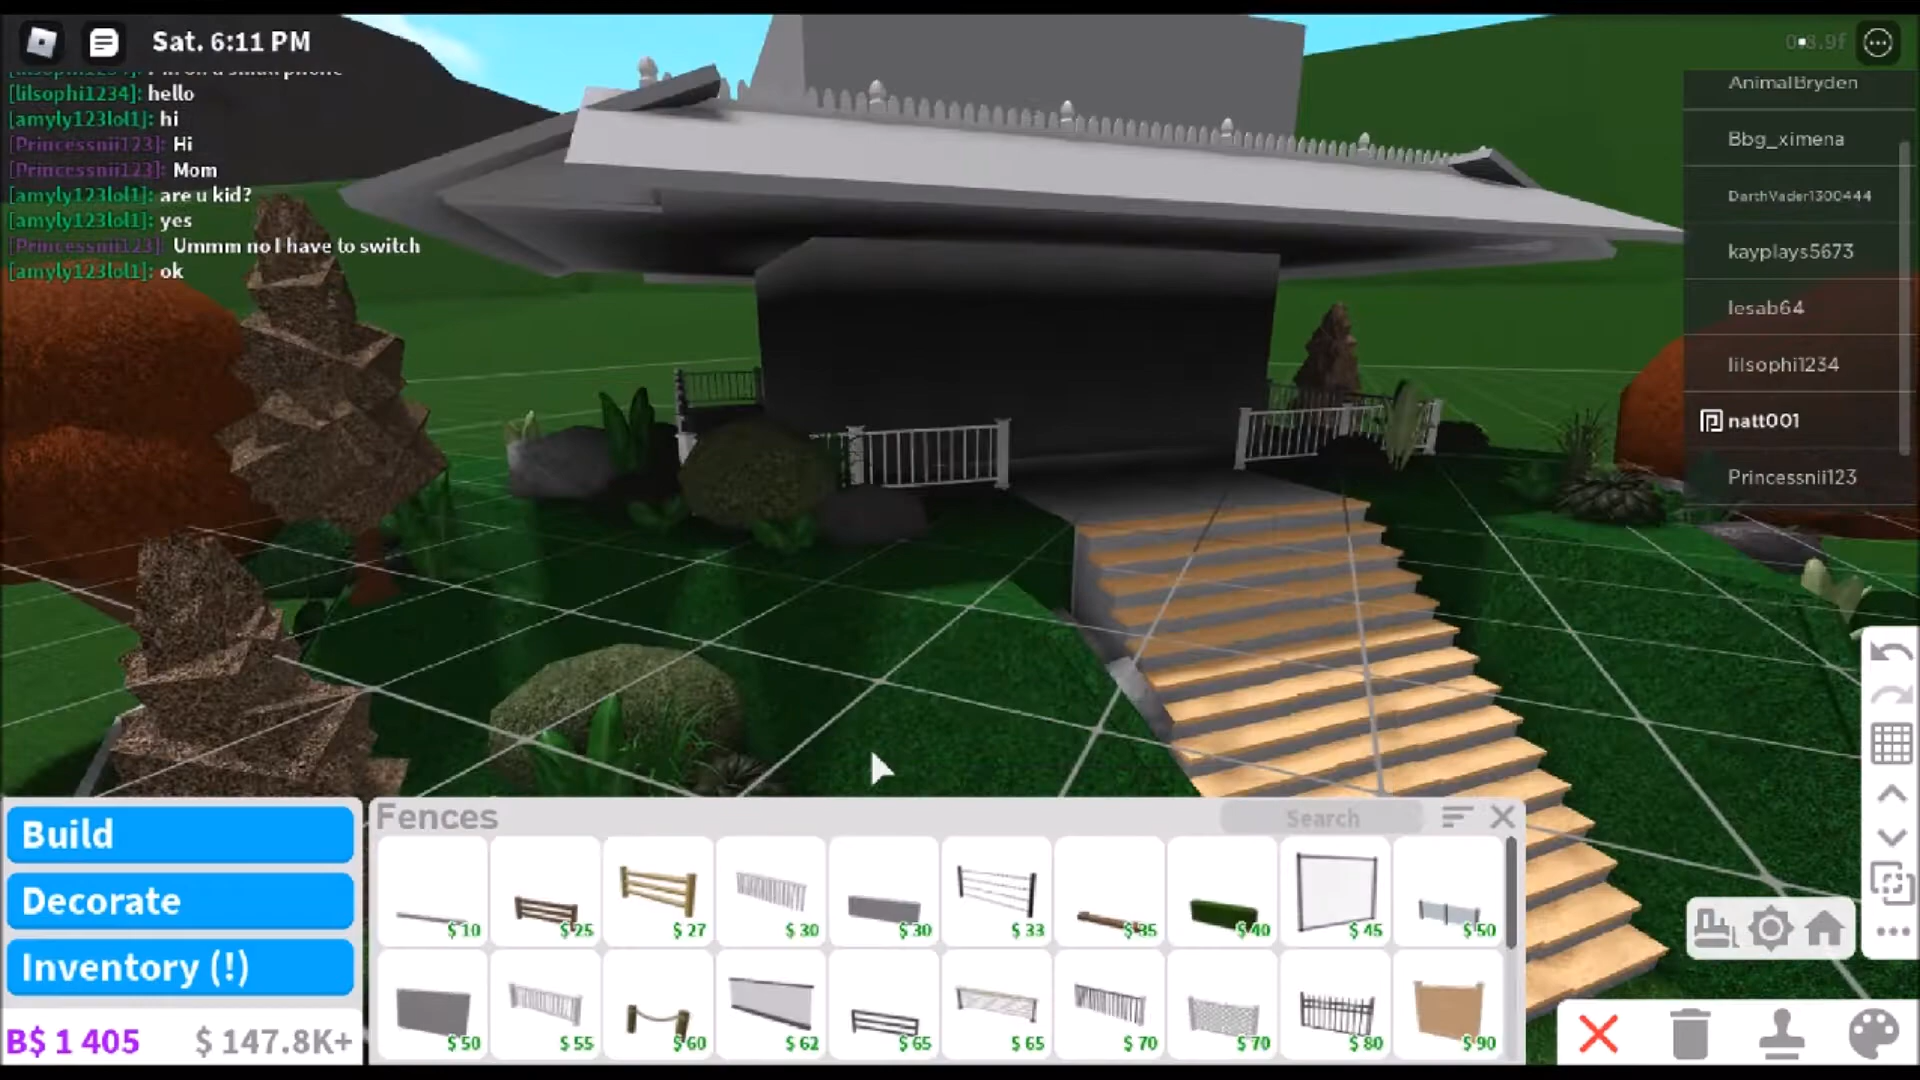 Sat. 6:11 PM
[lilsophi1234]: hello
[amyly123lol1]: hi
[Princessnii123]: Hi
[Princessnii123]: Mom
[amyly123lol1]: are u kid?
[amyly123lol1]: yes
[Princessnii123]: Ummm no I have to switch
[amyly123lol1]: ok
AnimalBryden
Bbg_ximena
DarthVader1300444
kayplays5673
lesab64
lilsophi1234
natt001
Princessnii123
Build
Decorate
Inventory (!)
B$ 1 405 $ 147.8K+
Fences Search
$ 10 $ 25 $ 27 $ 30 $ 30 $ 33 $ 35 $ 40 $ 45 $ 50
$ 50 $ 55 $ 60 $ 62 $ 65 $ 65 $ 70 $ 70 $ 80 $ 90